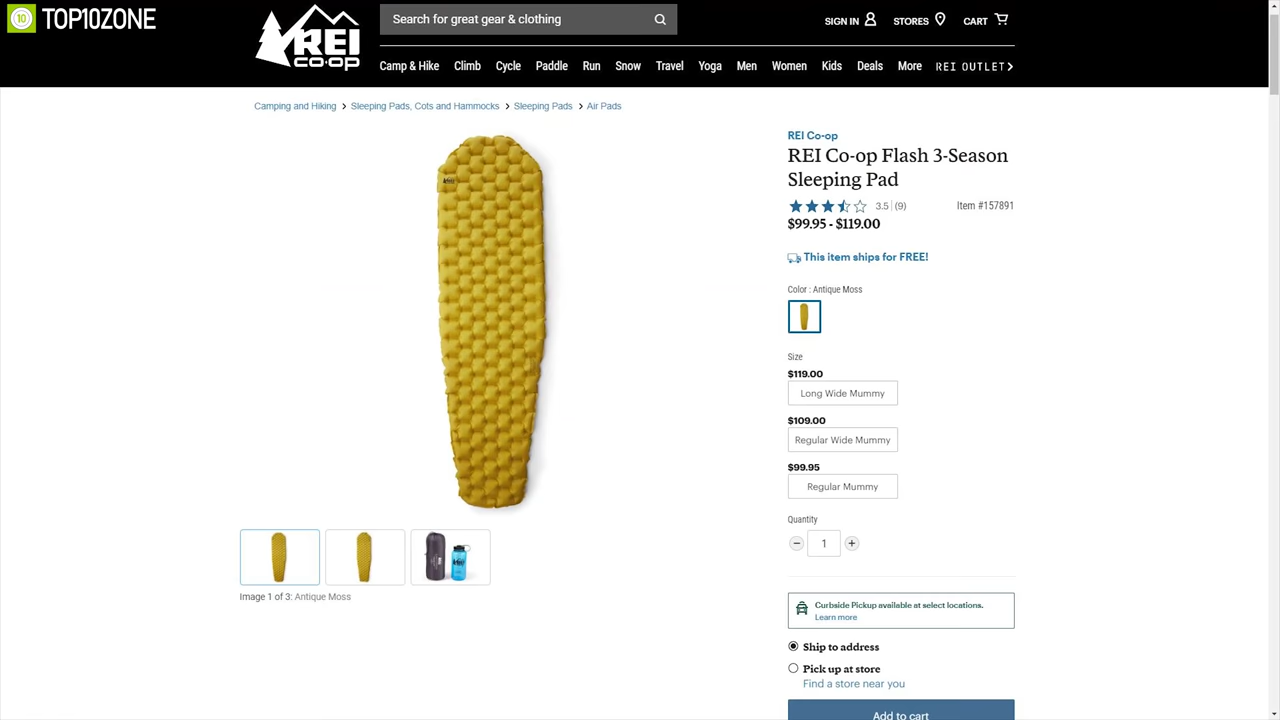 10 TOP10ZONE
REI
CO·OP
Search for great gear & clothing
SIGN IN STORES CART
Camp & Hike Climb Cycle Paddle Run Snow Travel Yoga Men Women Kids Deals More REI OUTLET
Camping and Hiking Sleeping Pads, Cots and Hammocks Sleeping Pads Air Pads
REI Co-op
REI Co-op Flash 3-Season
Sleeping Pad
3.5 (9) Item #157891
$99.95 - $119.00
This item ships for FREE!
Color : Antique Moss
Size
$119.00
Long Wide Mummy
$109.00
Regular Wide Mummy
$99.95
Regular Mummy
Quantity
− 1 +
Image 1 of 3: Antique Moss
Curbside Pickup available at select locations.
Learn more
Ship to address
Pick up at store
Find a store near you
Add to cart